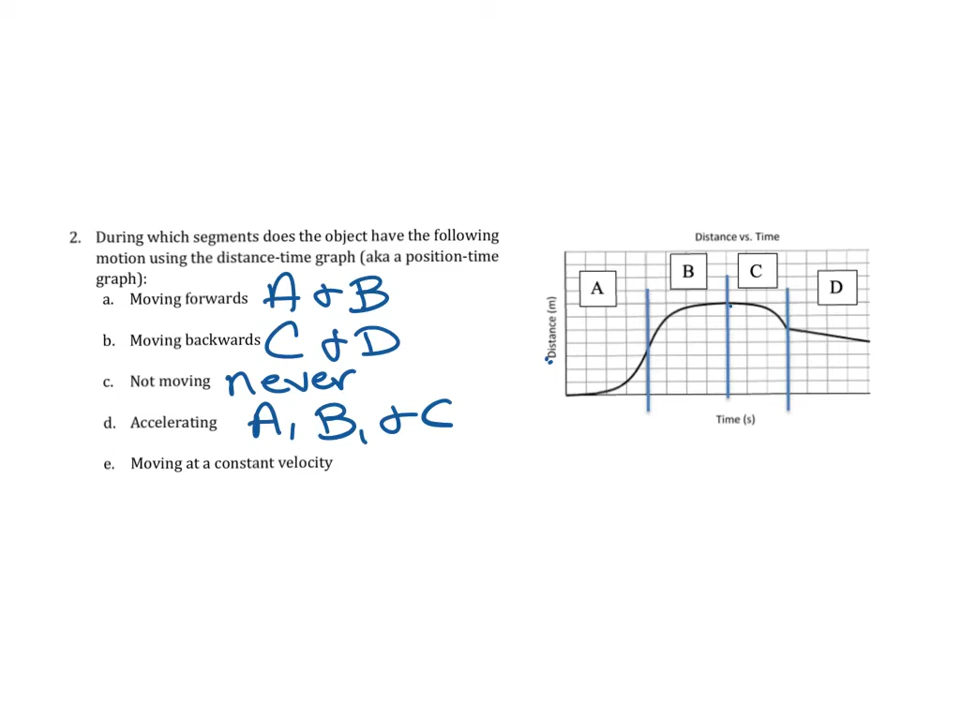 2. During which segments does the object have the following
motion using the distance-time graph (aka a position-time
graph):
a. Moving forwards A & B
b. Moving backwards C & D
c. Not moving never
d. Accelerating A, B, & C
e. Moving at a constant velocity
Distance vs. Time
A
B
C
D
Distance (m)
Time (s)